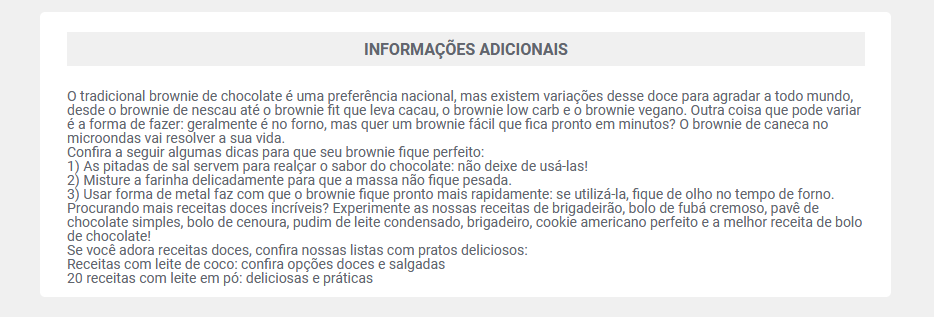 INFORMAÇÕES ADICIONAIS
O tradicional brownie de chocolate é uma preferência nacional, mas existem variações desse doce para agradar a todo mundo,
desde o brownie de nescau até o brownie fit que leva cacau, o brownie low carb e o brownie vegano. Outra coisa que pode variar
é a forma de fazer: geralmente é no forno, mas quer um brownie fácil que fica pronto em minutos? O brownie de caneca no
microondas vai resolver a sua vida.
Confira a seguir algumas dicas para que seu brownie fique perfeito:
1) As pitadas de sal servem para realçar o sabor do chocolate: não deixe de usá-las!
2) Misture a farinha delicadamente para que a massa não fique pesada.
3) Usar forma de metal faz com que o brownie fique pronto mais rapidamente: se utilizá-la, fique de olho no tempo de forno.
Procurando mais receitas doces incríveis? Experimente as nossas receitas de brigadeirão, bolo de fubá cremoso, pavê de
chocolate simples, bolo de cenoura, pudim de leite condensado, brigadeiro, cookie americano perfeito e a melhor receita de bolo
de chocolate!
Se você adora receitas doces, confira nossas listas com pratos deliciosos:
Receitas com leite de coco: confira opções doces e salgadas
20 receitas com leite em pó: deliciosas e práticas